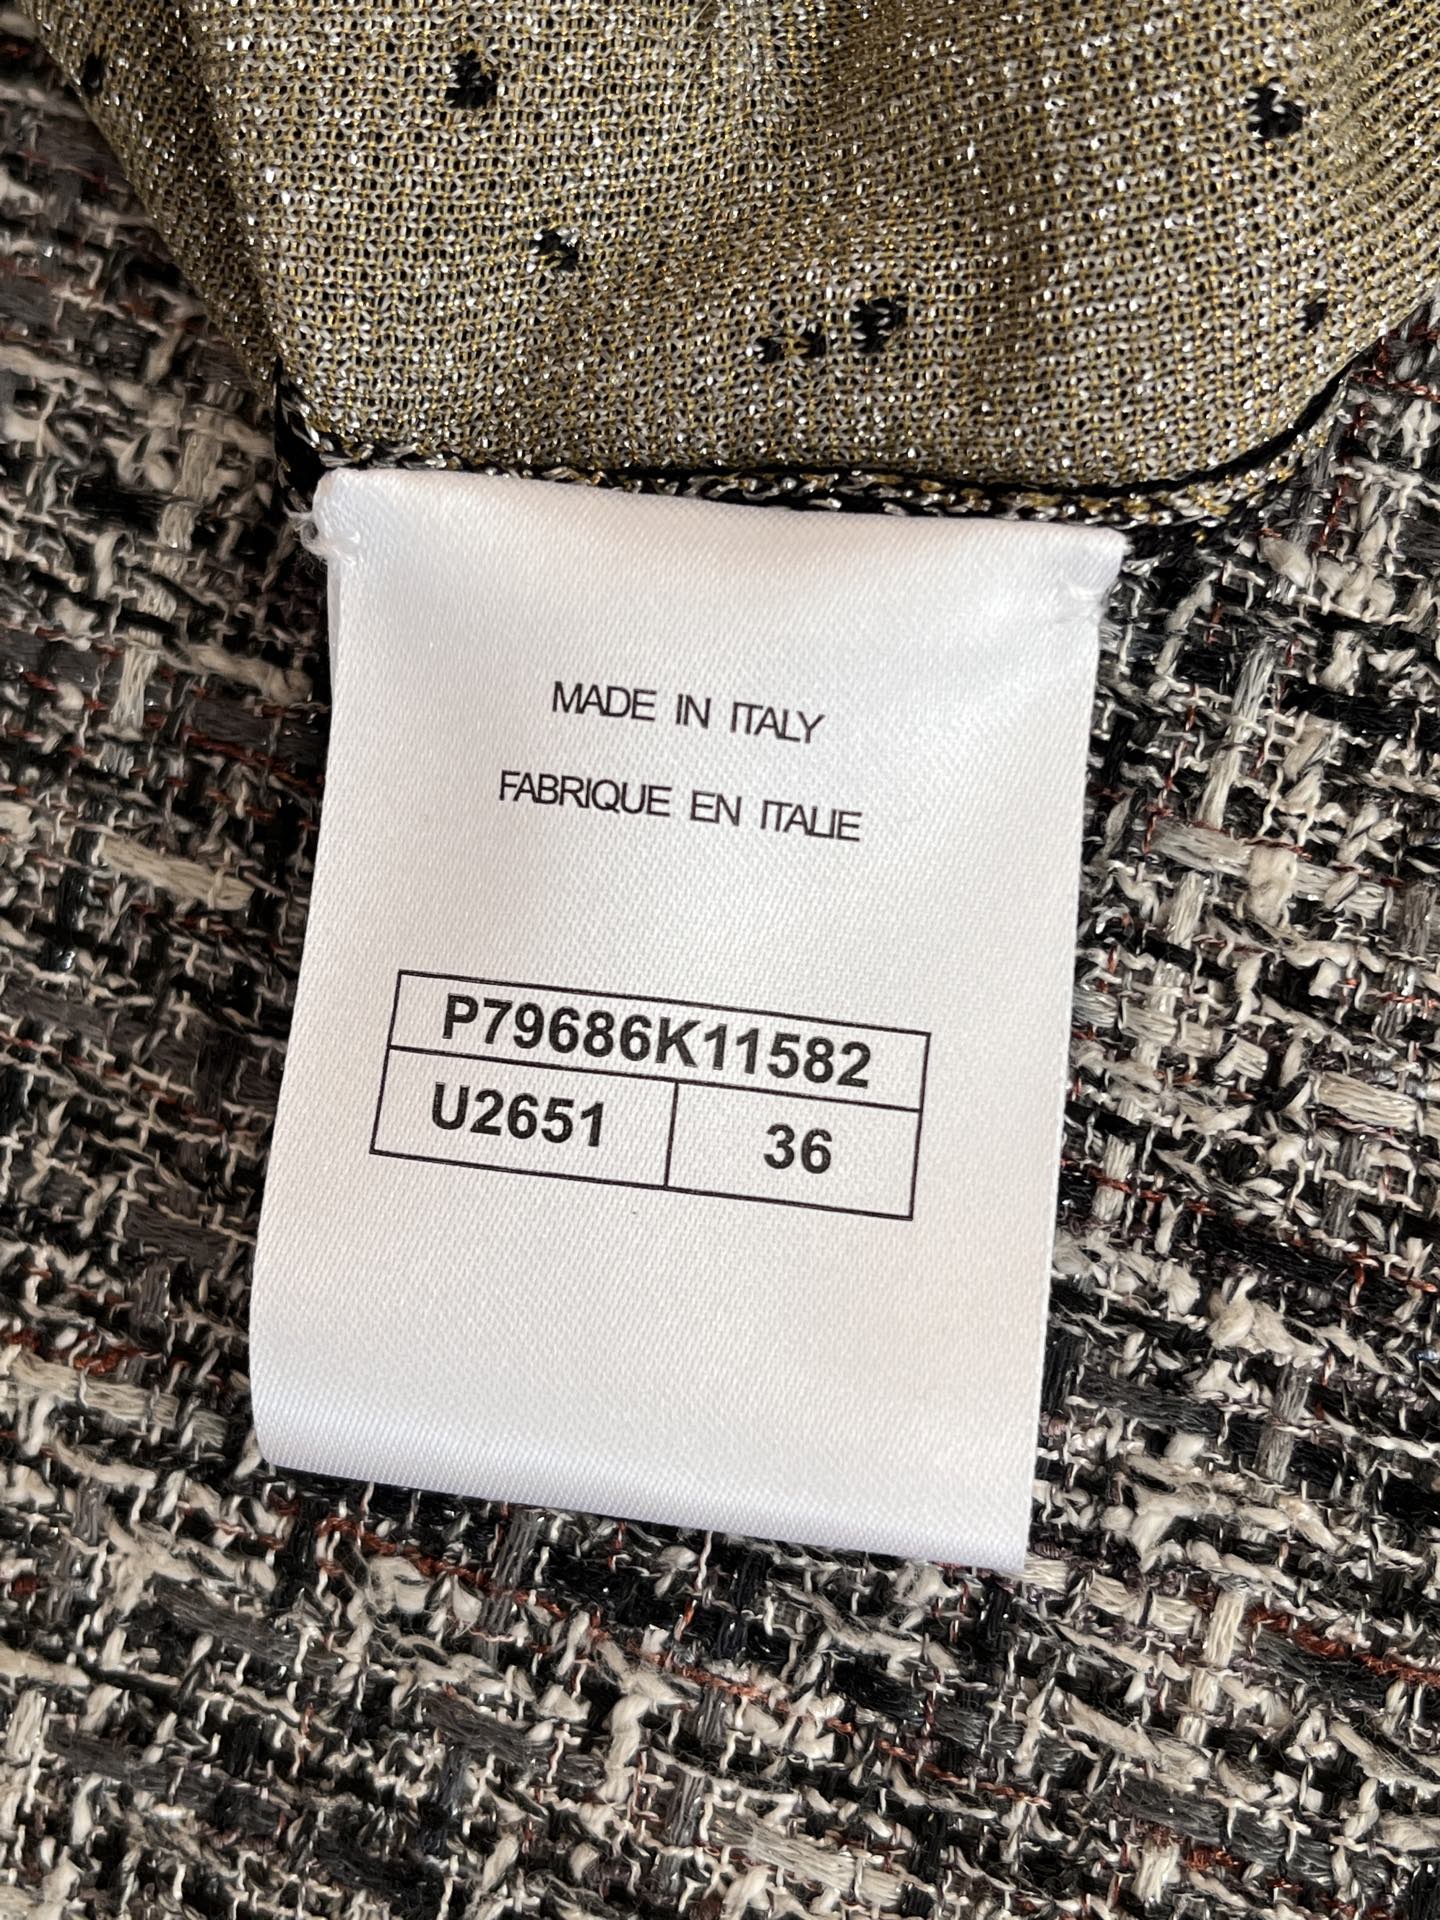 MADE IN ITALY
FABRIQUE EN ITALIE
P79686K11582
U2651 36